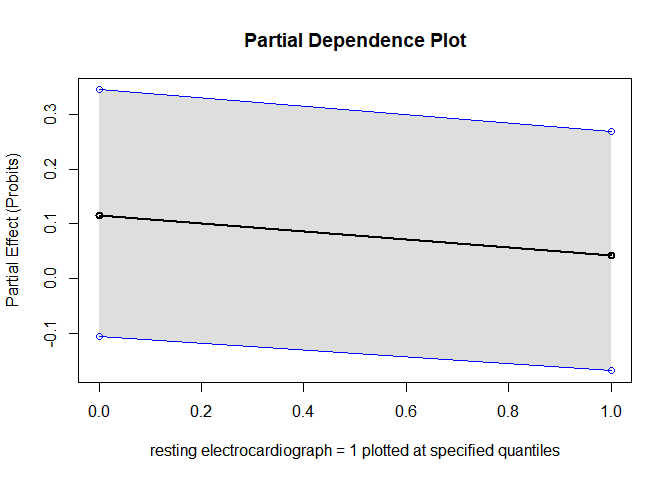 Partial Dependence Plot
Partial Effect (Probits)
0.3
0.2
0.1
0.0
-0.1
0.0 0.2 0.4 0.6 0.8 1.0
resting electrocardiograph = 1 plotted at specified quantiles